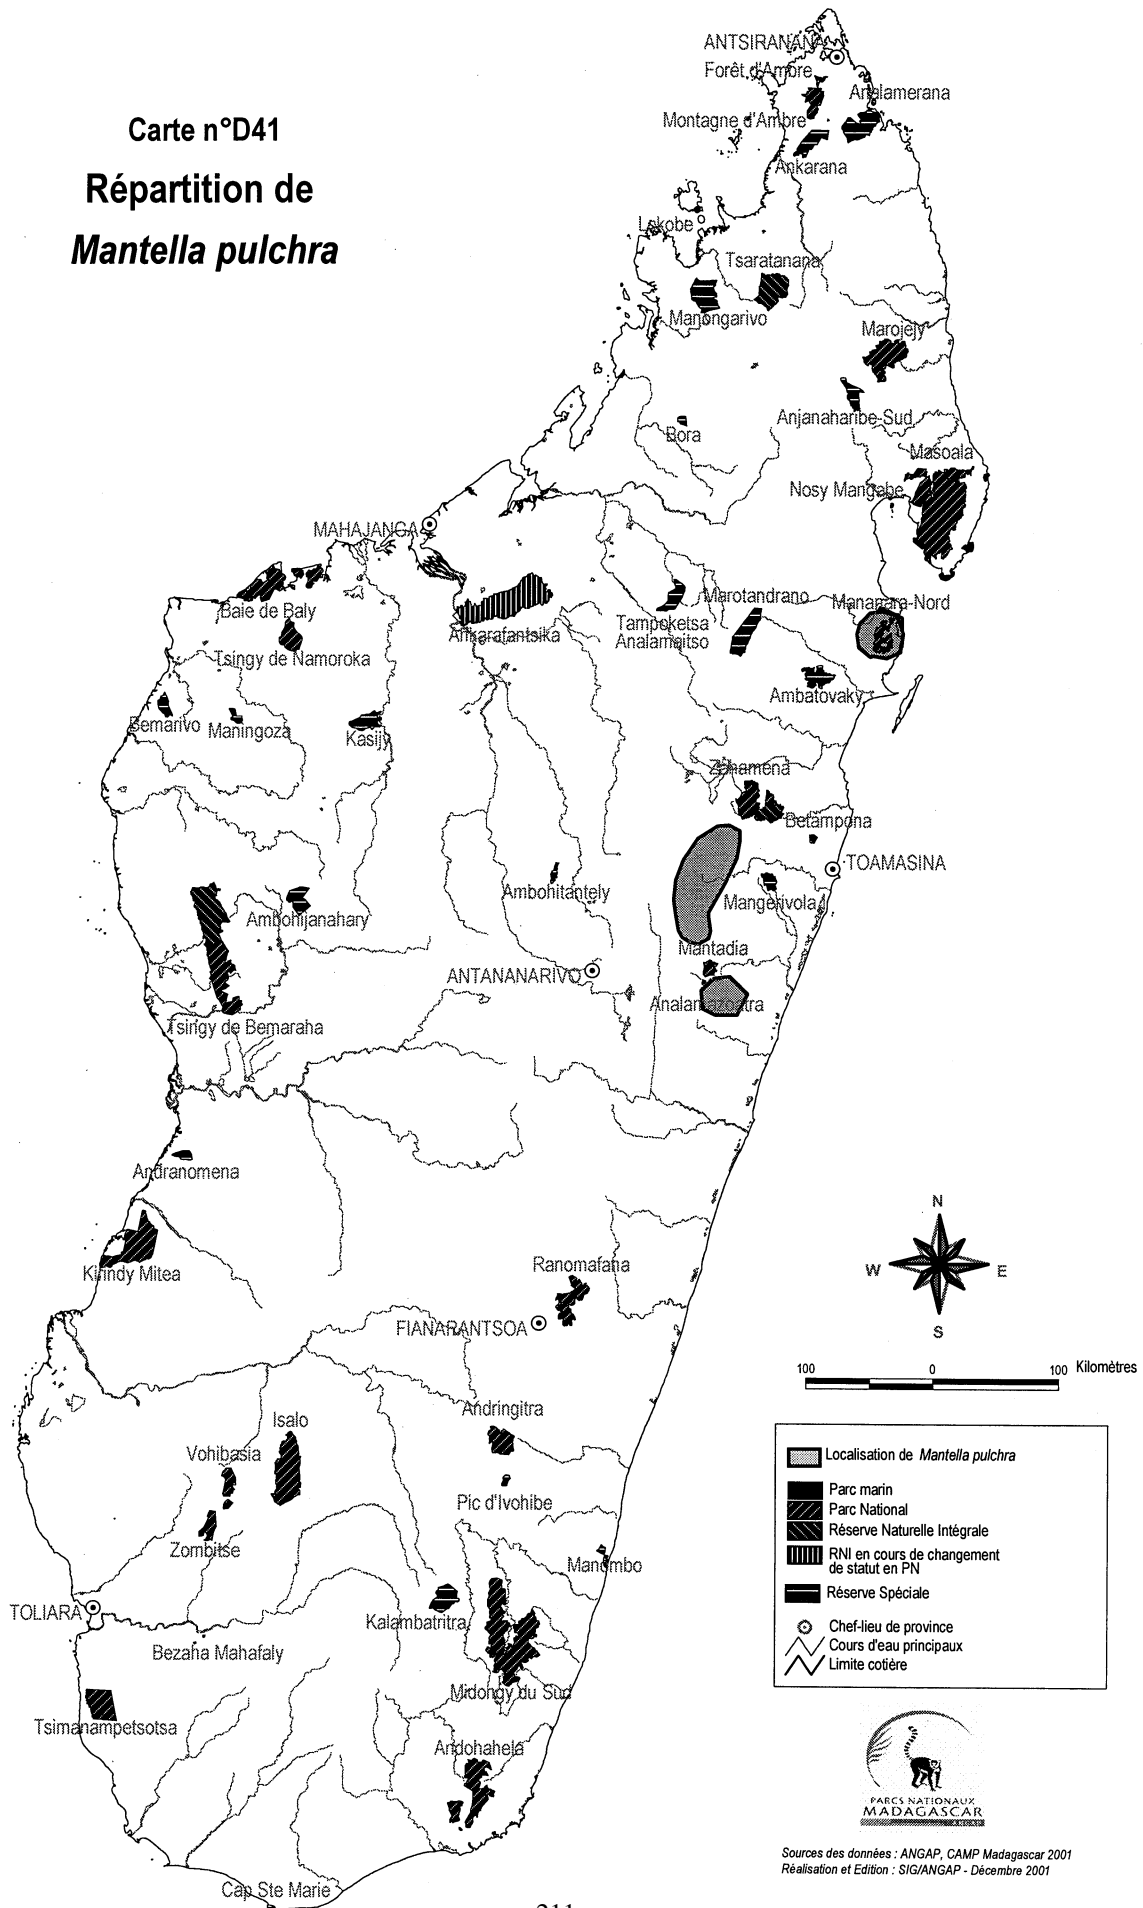 Carte n°D41
Répartition de
Mantella pulchra
ANTSIRANANA
Forêt d'Ambre
Analamerana
Montagne d'Ambre
Ankarana
Lokobe
Tsaratanana
Manongarivo
Marojejy
Anjanaharibe-Sud
Bora
Masoala
Nosy Mangabe
MAHAJANGA
Baie de Baly
Ankarafantsika
Tampoketsa
Analamaitso
Marotandrano
Mananara-Nord
Tsingy de Namoroka
Ambatovaky
Bemarivo
Maningoza
Kasijy
Zahamena
Betampona
TOAMASINA
Ambohitantely
Mangerivola
Ambohijanahary
Mantadia
ANTANANARIVO
Analamazoatra
Tsingy de Bemaraha
Andranomena
Kirindy Mitea
Ranomafana
FIANARANTSOA
N
W
E
S
100
0
100
Kilomètres
Andringitra
Isalo
Vohibasia
Pic d'Ivohibe
Zombitse
Manombo
TOLIARA
Kalambatritra
Bezaha Mahafaly
Midongy du Sud
Tsimanampetsotsa
Andohahela
Cap Ste Marie
Localisation de Mantella pulchra
Parc marin
Parc National
Réserve Naturelle Intégrale
RNI en cours de changement
de statut en PN
Réserve Spéciale
Chef-lieu de province
Cours d'eau principaux
Limite cotière
PARCS NATIONAUX
MADAGASCAR
ANGAP
Sources des données : ANGAP, CAMP Madagascar 2001
Réalisation et Edition : SIG/ANGAP - Décembre 2001
211